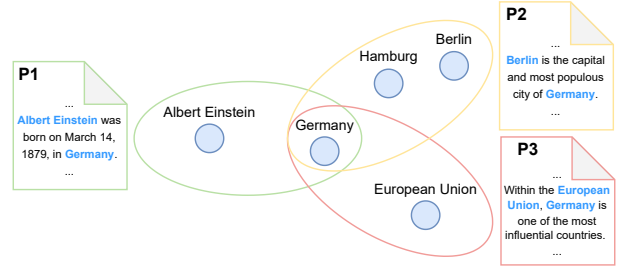 P1
...
Albert Einstein was
born on March 14,
1879, in Germany.
...
Albert Einstein
Germany
Hamburg
Berlin
European Union
P2
...
Berlin is the capital
and most populous
city of Germany.
...
P3
...
Within the European
Union, Germany is
one of the most
influential countries.
...